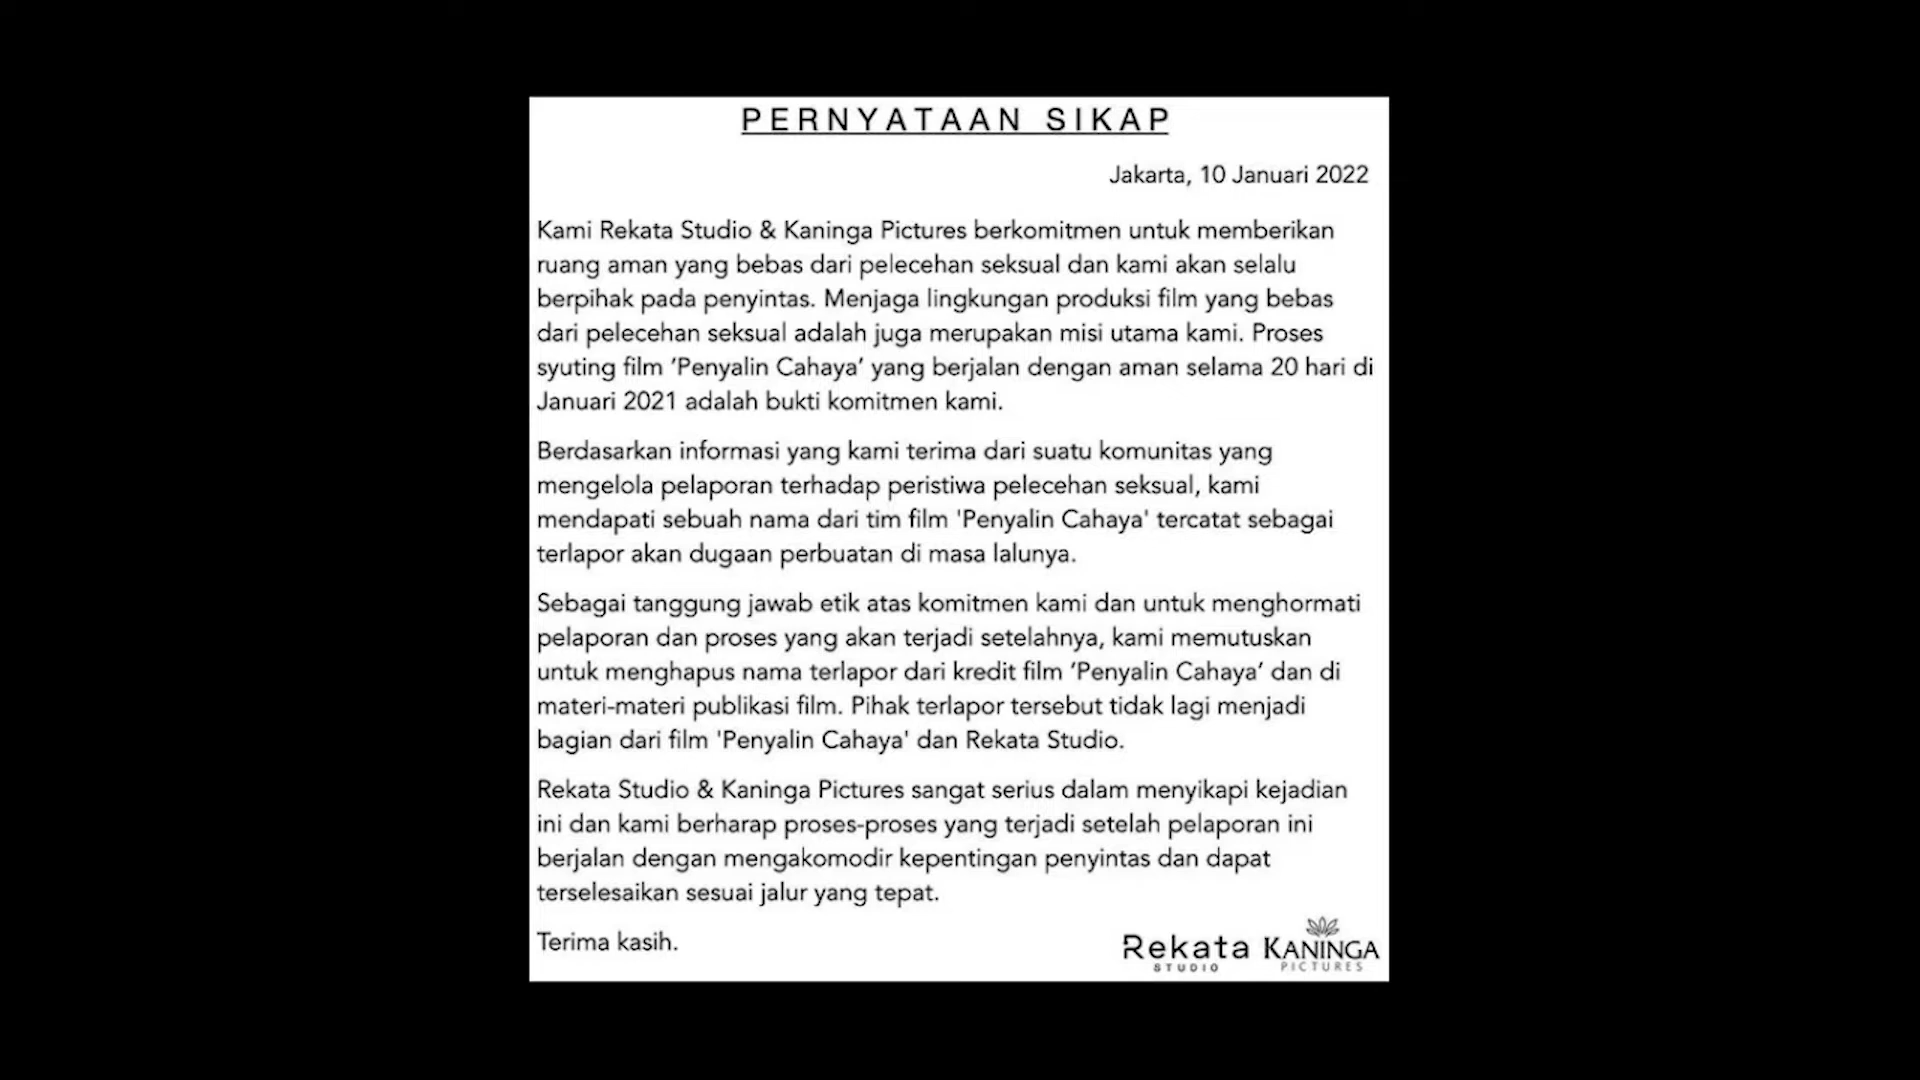 PERNYATAAN SIKAP
Jakarta, 10 Januari 2022
Kami Rekata Studio & Kaninga Pictures berkomitmen untuk memberikan
ruang aman yang bebas dari pelecehan seksual dan kami akan selalu
berpihak pada penyintas. Menjaga lingkungan produksi film yang bebas
dari pelecehan seksual adalah juga merupakan misi utama kami. Proses
syuting film ‘Penyalin Cahaya’ yang berjalan dengan aman selama 20 hari di
Januari 2021 adalah bukti komitmen kami.
Berdasarkan informasi yang kami terima dari suatu komunitas yang
mengelola pelaporan terhadap peristiwa pelecehan seksual, kami
mendapati sebuah nama dari tim film 'Penyalin Cahaya' tercatat sebagai
terlapor akan dugaan perbuatan di masa lalunya.
Sebagai tanggung jawab etik atas komitmen kami dan untuk menghormati
pelaporan dan proses yang akan terjadi setelahnya, kami memutuskan
untuk menghapus nama terlapor dari kredit film ‘Penyalin Cahaya’ dan di
materi-materi publikasi film. Pihak terlapor tersebut tidak lagi menjadi
bagian dari film 'Penyalin Cahaya' dan Rekata Studio.
Rekata Studio & Kaninga Pictures sangat serius dalam menyikapi kejadian
ini dan kami berharap proses-proses yang terjadi setelah pelaporan ini
berjalan dengan mengakomodir kepentingan penyintas dan dapat
terselesaikan sesuai jalur yang tepat.
Terima kasih.
Rekata STUDIO
KANINGA PICTURES